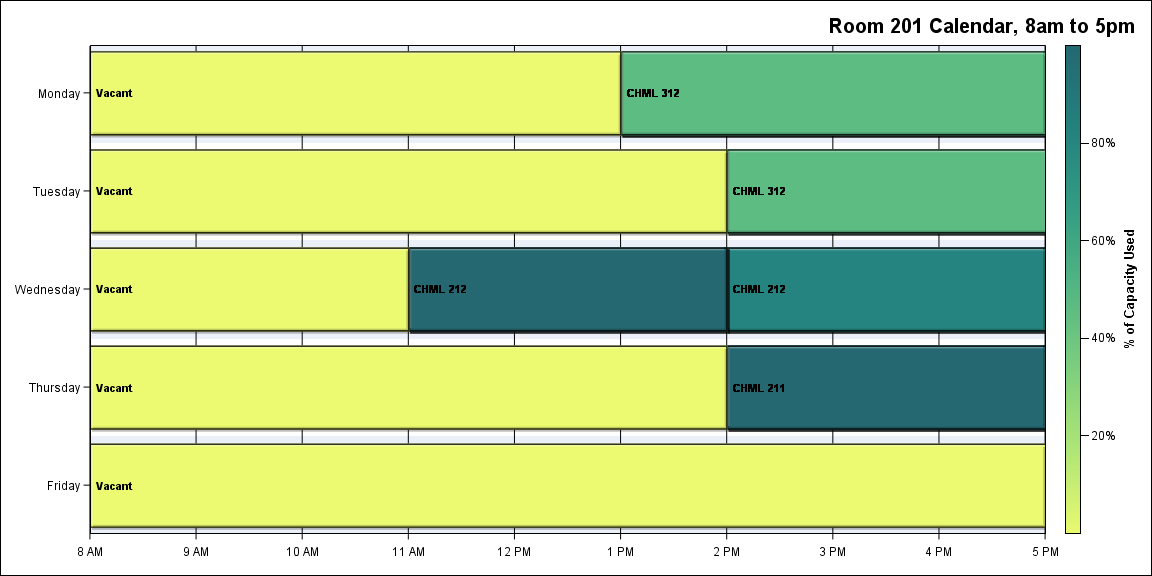 Room 201 Calendar, 8am to 5pm
Monday
Vacant
CHML 312
Tuesday
Vacant
CHML 312
Wednesday
Vacant
CHML 212
CHML 212
Thursday
Vacant
CHML 211
Friday
Vacant
8 AM
9 AM
10 AM
11 AM
12 PM
1 PM
2 PM
3 PM
4 PM
5 PM
80%
60%
40%
20%
% of Capacity Used